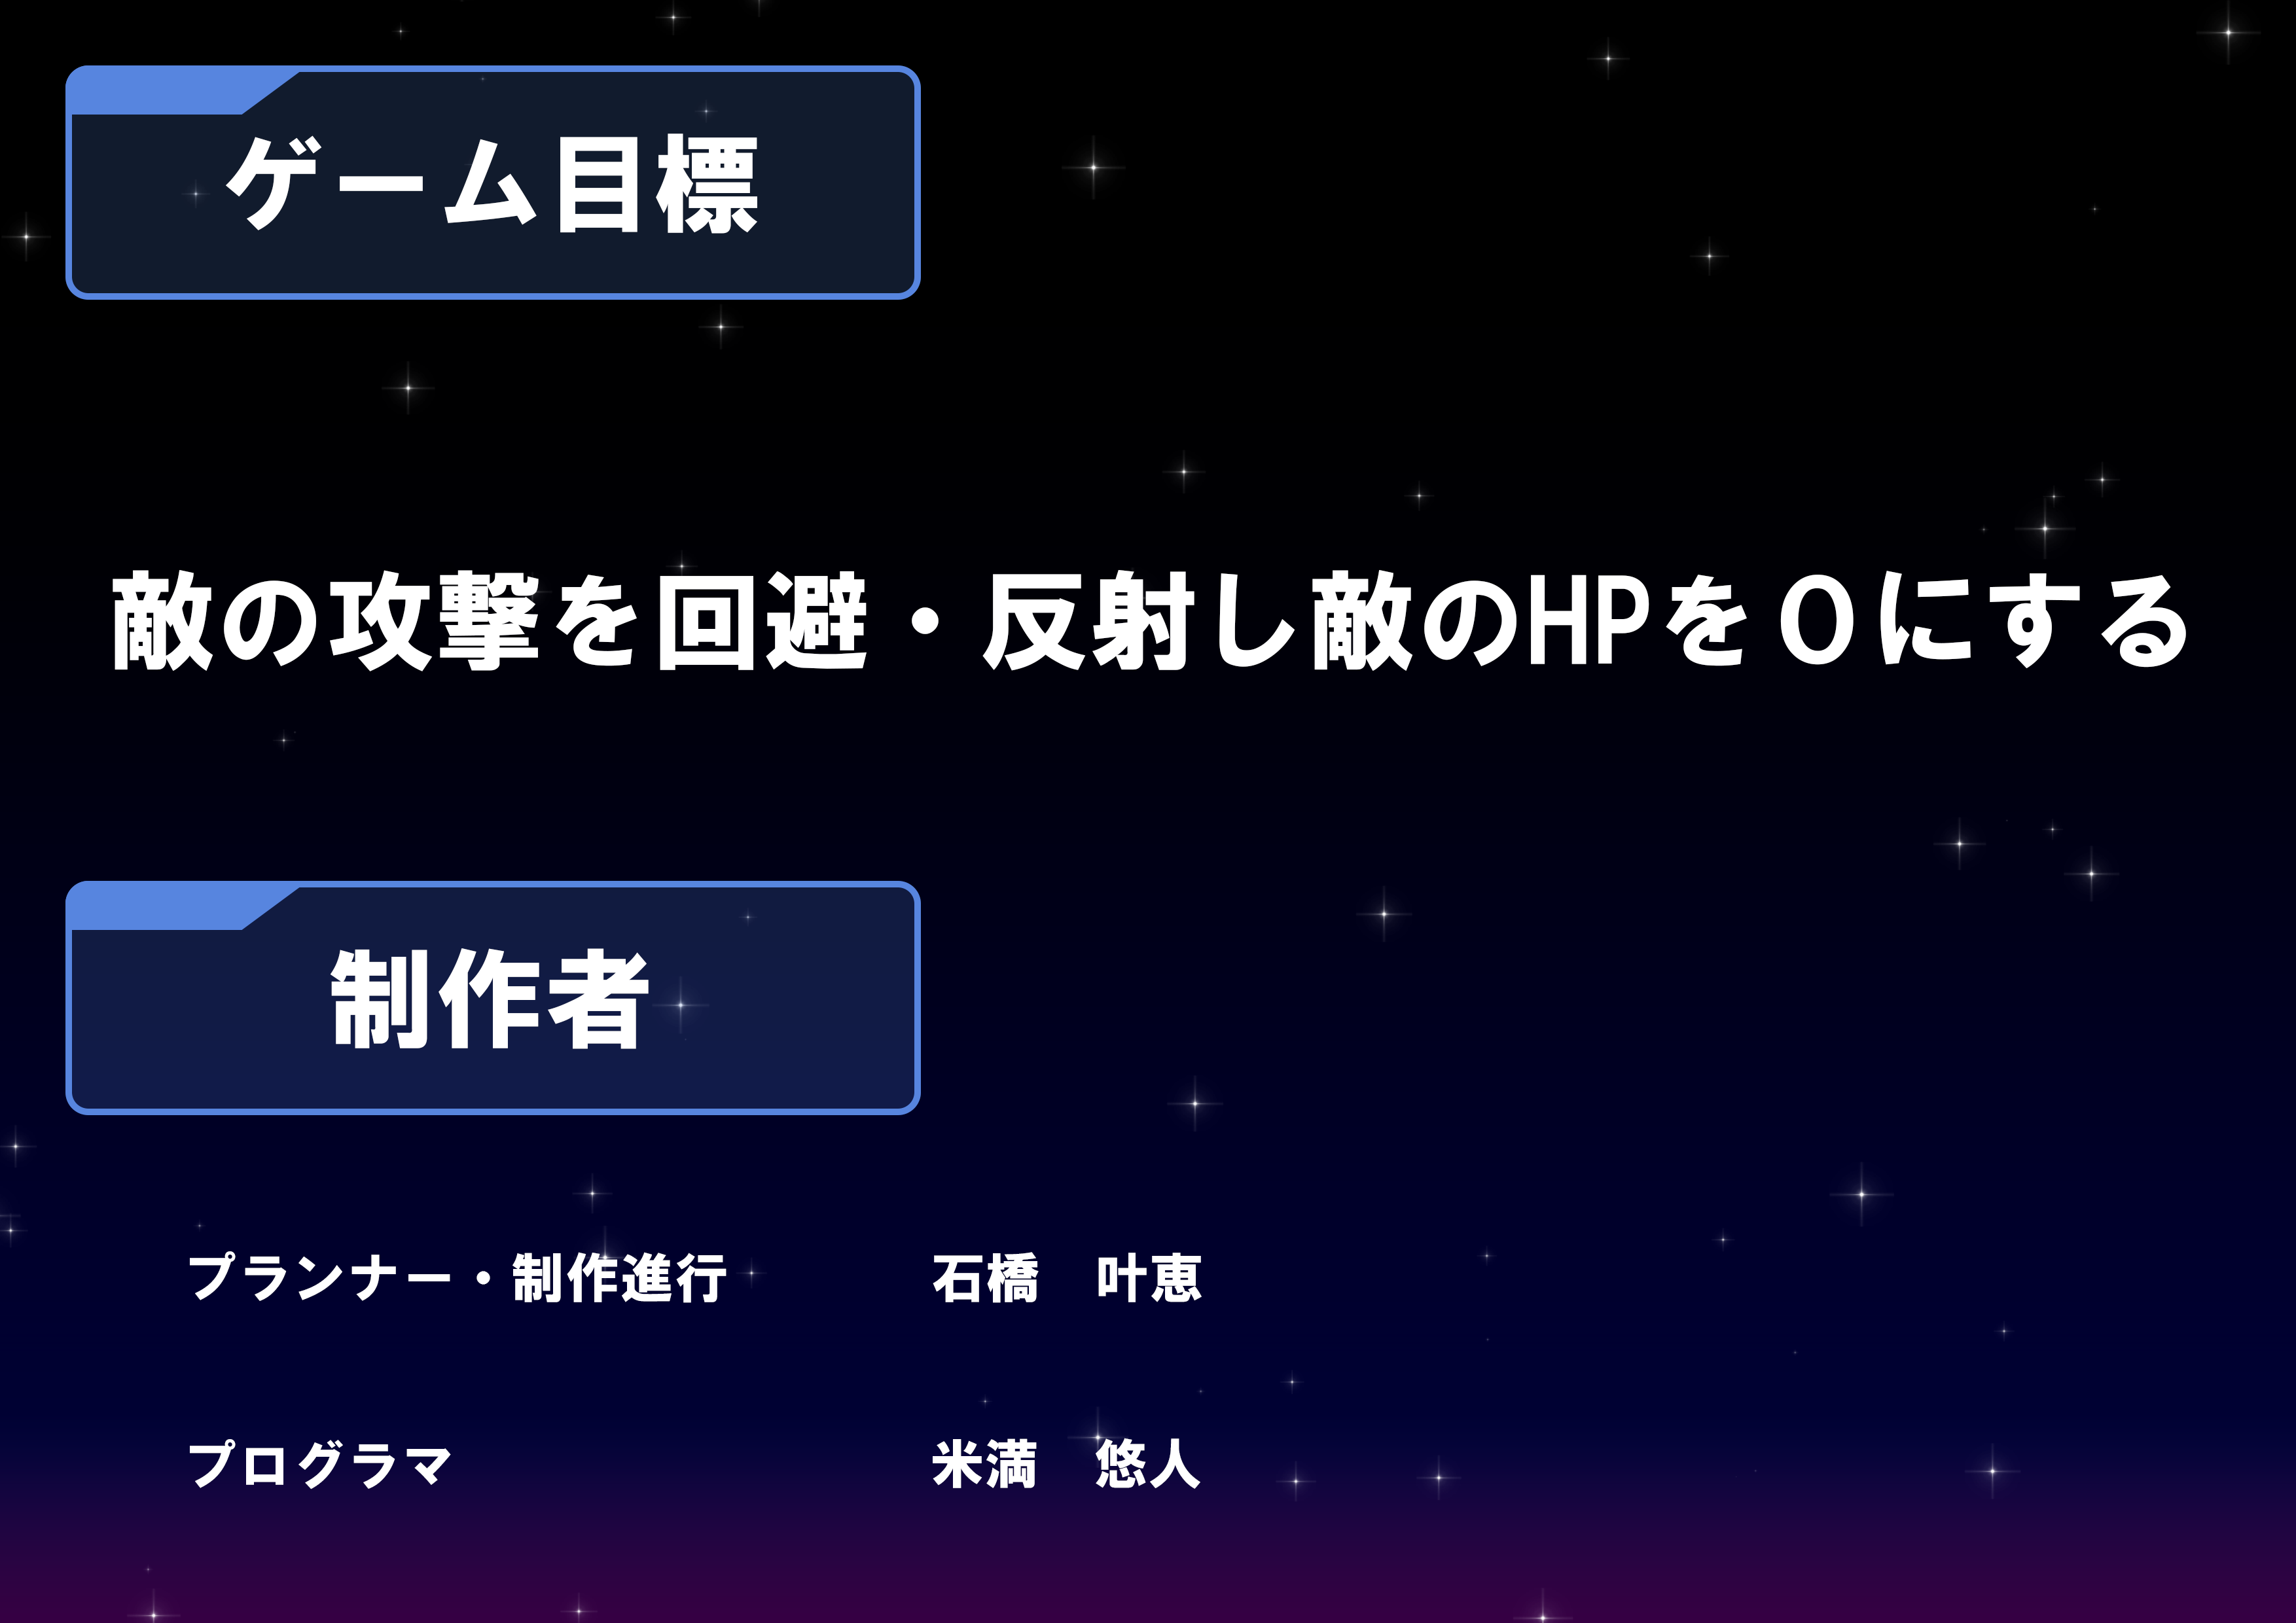 ゲーム目標
敵の攻撃を回避・反射し敵のHPを０にする
制作者
プランナー・制作進行　石橋　叶恵
プログラマ　米満　悠人